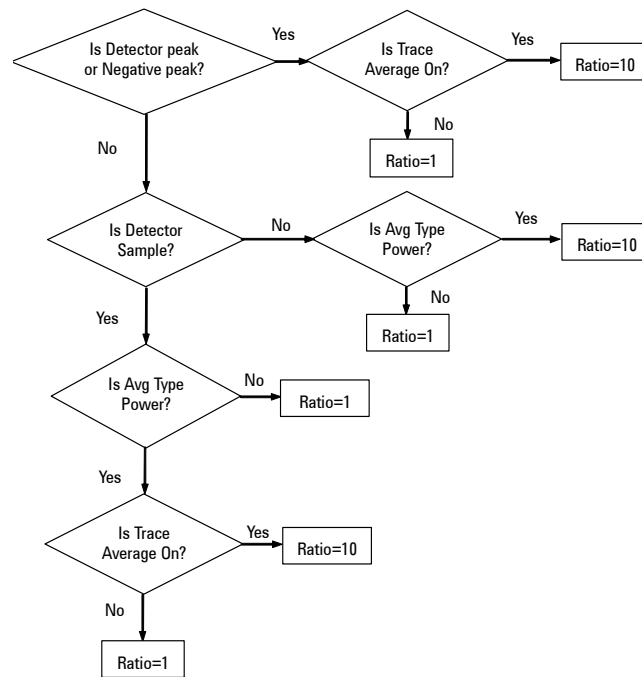 Is Detector peak
or Negative peak?
Yes
Is Trace
Average On?
Yes
Ratio=10
No
No
Ratio=1
Is Detector
Sample?
No
Is Avg Type
Power?
Yes
Ratio=10
Yes
No
Ratio=1
Is Avg Type
Power?
No
Ratio=1
Yes
Is Trace
Average On?
Yes
Ratio=10
No
Ratio=1